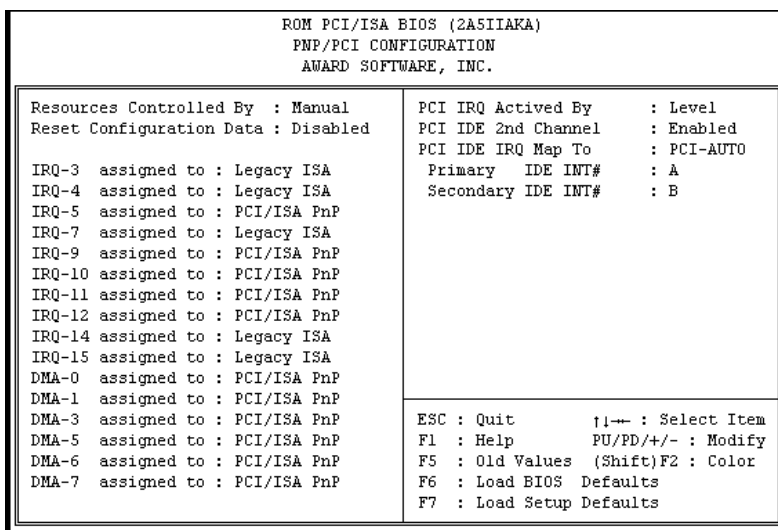 ROM PCI/ISA BIOS (2A5IIAKA)
PNP/PCI CONFIGURATION
AWARD SOFTWARE, INC.
Resources Controlled By : Manual
Reset Configuration Data : Disabled
IRQ-3 assigned to : Legacy ISA
IRQ-4 assigned to : Legacy ISA
IRQ-5 assigned to : PCI/ISA PnP
IRQ-7 assigned to : Legacy ISA
IRQ-9 assigned to : PCI/ISA PnP
IRQ-10 assigned to : PCI/ISA PnP
IRQ-11 assigned to : PCI/ISA PnP
IRQ-12 assigned to : PCI/ISA PnP
IRQ-14 assigned to : Legacy ISA
IRQ-15 assigned to : Legacy ISA
DMA-0 assigned to : PCI/ISA PnP
DMA-1 assigned to : PCI/ISA PnP
DMA-3 assigned to : PCI/ISA PnP
DMA-5 assigned to : PCI/ISA PnP
DMA-6 assigned to : PCI/ISA PnP
DMA-7 assigned to : PCI/ISA PnP
PCI IRQ Actived By : Level
PCI IDE 2nd Channel : Enabled
PCI IDE IRQ Map To : PCI-AUTO
Primary IDE INT# : A
Secondary IDE INT# : B
ESC : Quit ↑↓→← : Select Item
F1 : Help PU/PD/+/- : Modify
F5 : Old Values (Shift)F2 : Color
F6 : Load BIOS Defaults
F7 : Load Setup Defaults